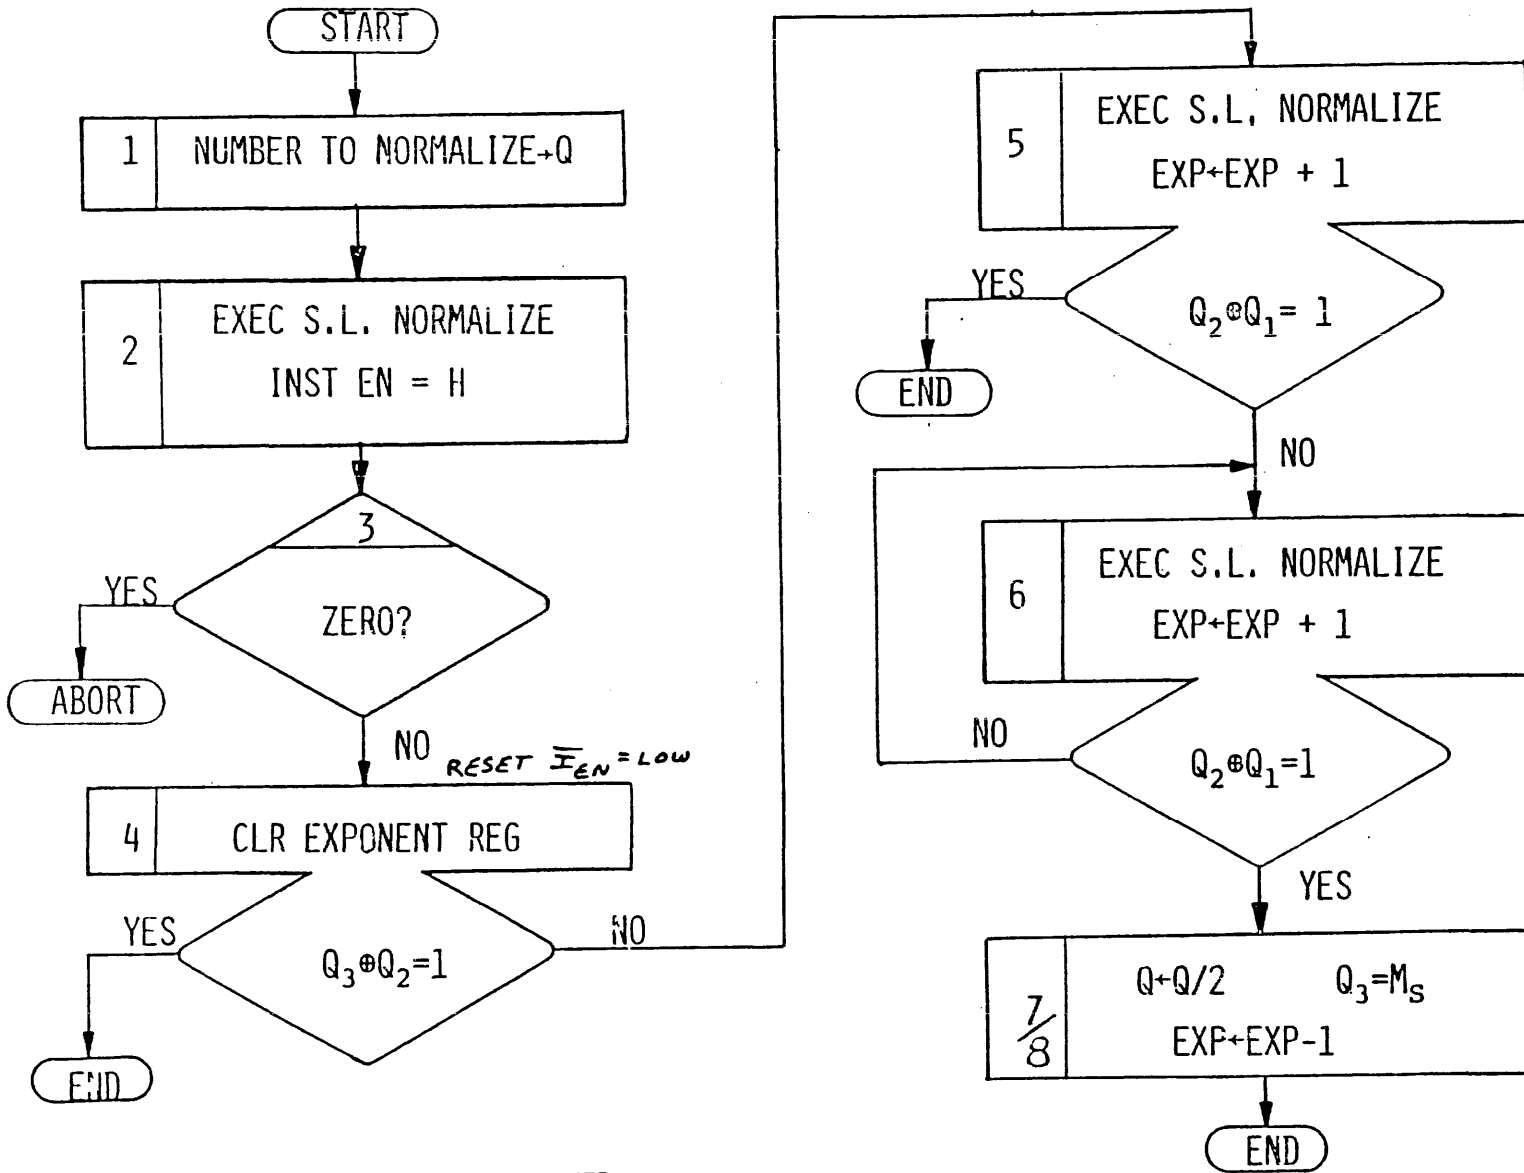 START
1 NUMBER TO NORMALIZE→Q
2 EXEC S.L. NORMALIZE
INST EN = H
3
ZERO?
YES
ABORT
NO
RESET I̅EN = LOW
4 CLR EXPONENT REG
Q3⊕Q2=1
YES
END
NO
5 EXEC S.L. NORMALIZE
EXP←EXP + 1
Q2⊕Q1= 1
YES
END
NO
6 EXEC S.L. NORMALIZE
EXP←EXP + 1
Q2⊕Q1=1
NO
YES
7/8 Q←Q/2 Q3=MS
EXP←EXP-1
END